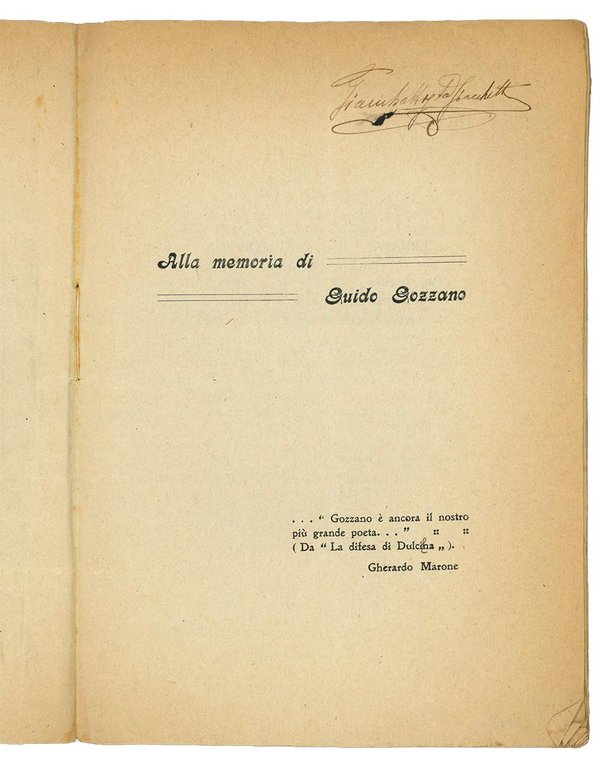 Alla memoria di
Guido Gozzano
. . . “ Gozzano è ancora il nostro
più grande poeta. . . ” :: ::
( Da “ La difesa di Dulcina „ ).
Gherardo Marone